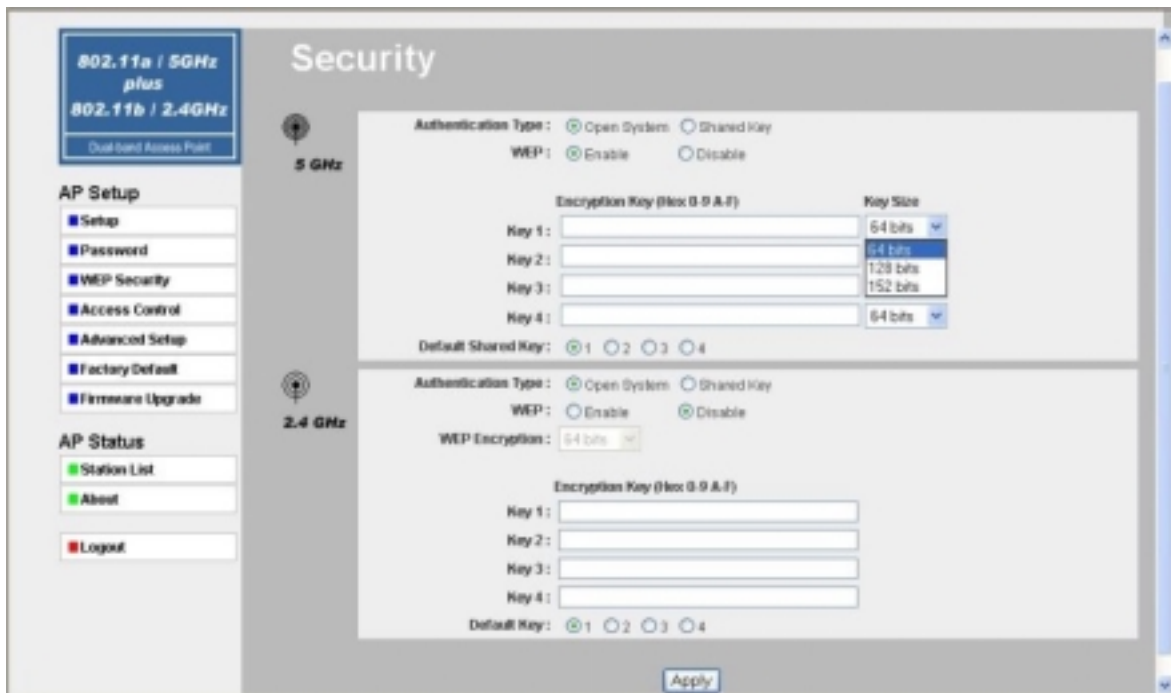 802.11a / 5GHz
plus
802.11b / 2.4GHz
Dual-band Access Point
AP Setup
Setup
Password
WEP Security
Access Control
Advanced Setup
Factory Default
Firmware Upgrade
AP Status
Station List
About
Logout
Security
5 GHz
Authentication Type : Open System Shared Key
WEP : Enable Disable
Encryption Key (Hex 0-9 A-F) Key Size
Key 1 : 64 bits
64 bits
Key 2 :
128 bits
Key 3 : 152 bits
Key 4 : 64 bits
Default Shared Key : 1 2 3 4
2.4 GHz
Authentication Type : Open System Shared Key
WEP : Enable Disable
WEP Encryption : 64 bits
Encryption Key (Hex 0-9 A-F)
Key 1 :
Key 2 :
Key 3 :
Key 4 :
Default Key : 1 2 3 4
Apply